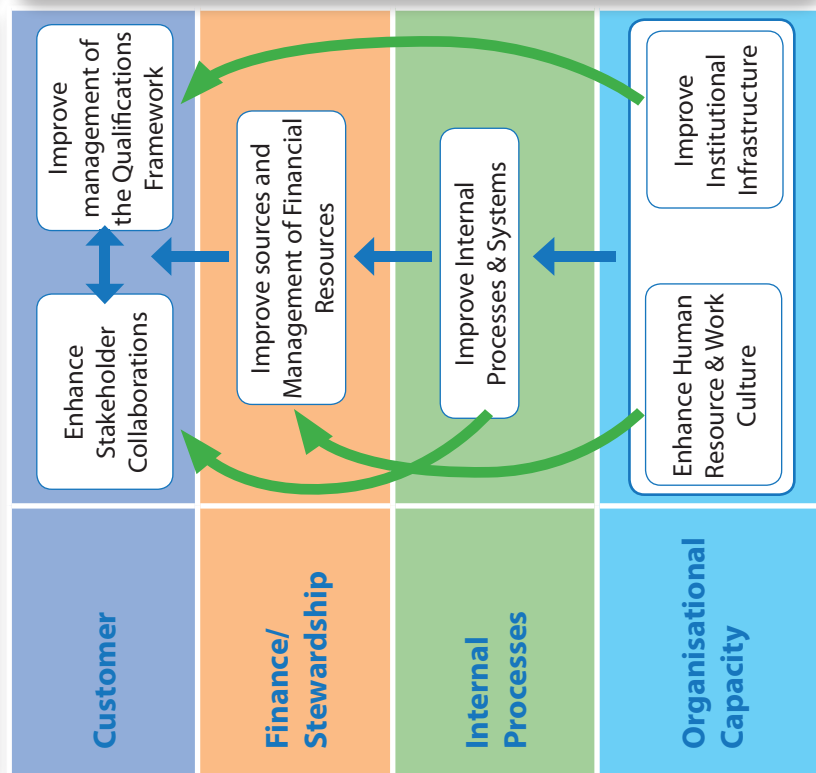 Customer
Enhance
Stakeholder
Collaborations
Improve
management of
the Qualifications
Framework
Finance/
Stewardship
Improve sources and
Management of Financial
Resources
Internal
Processes
Improve Internal
Processes & Systems
Organisational
Capacity
Enhance Human
Resource & Work
Culture
Improve
Institutional
Infrastructure